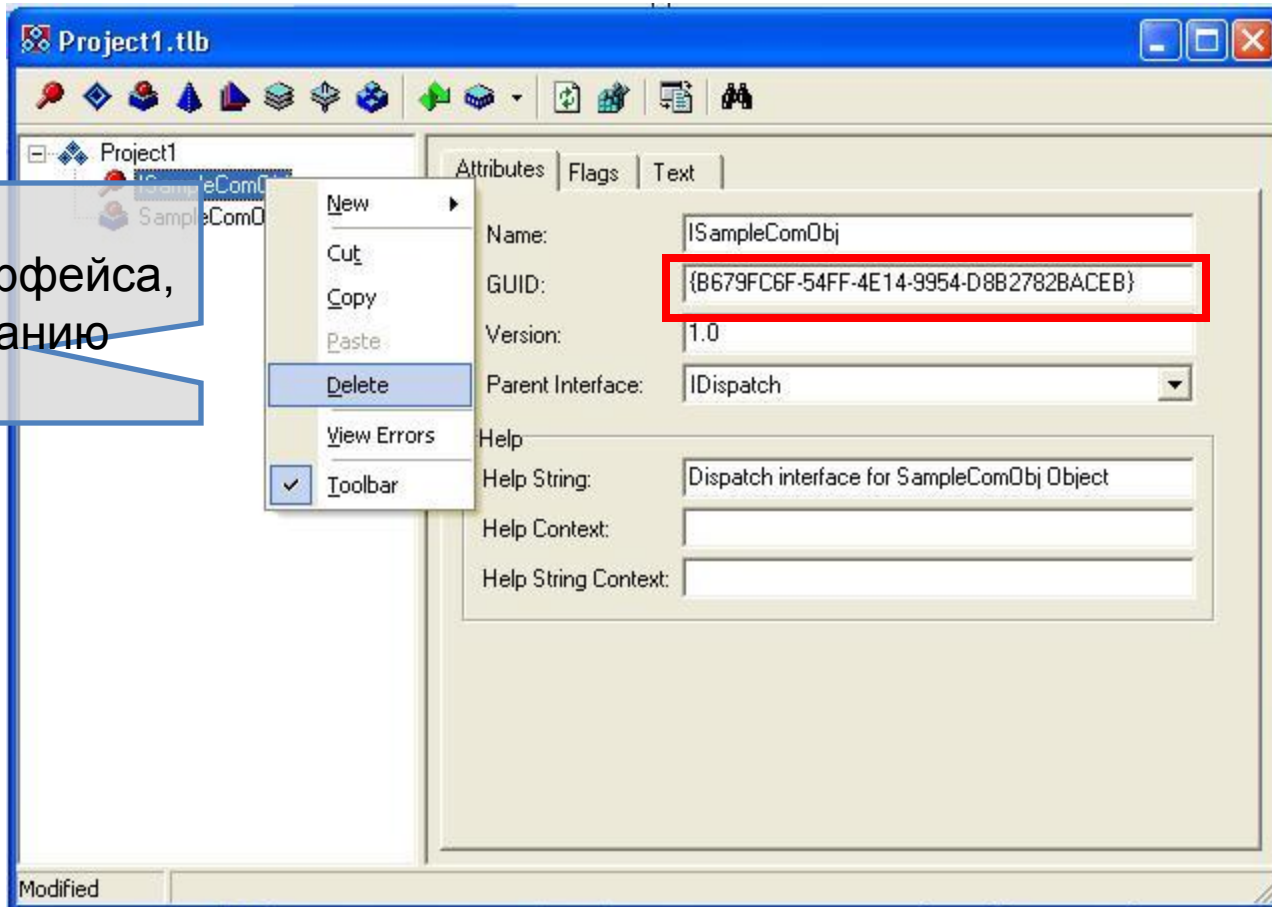 Project1.tlb
Project1
ISampleComObj
SampleComO
рфейса,
анию
New
Cut
Copy
Paste
Delete
View Errors
Toolbar
Attributes Flags Text
Name: ISampleComObj
GUID: {B679FC6F-54FF-4E14-9954-D8B2782BACEB}
Version: 1.0
Parent Interface: IDispatch
Help
Help String: Dispatch interface for SampleComObj Object
Help Context:
Help String Context:
Modified